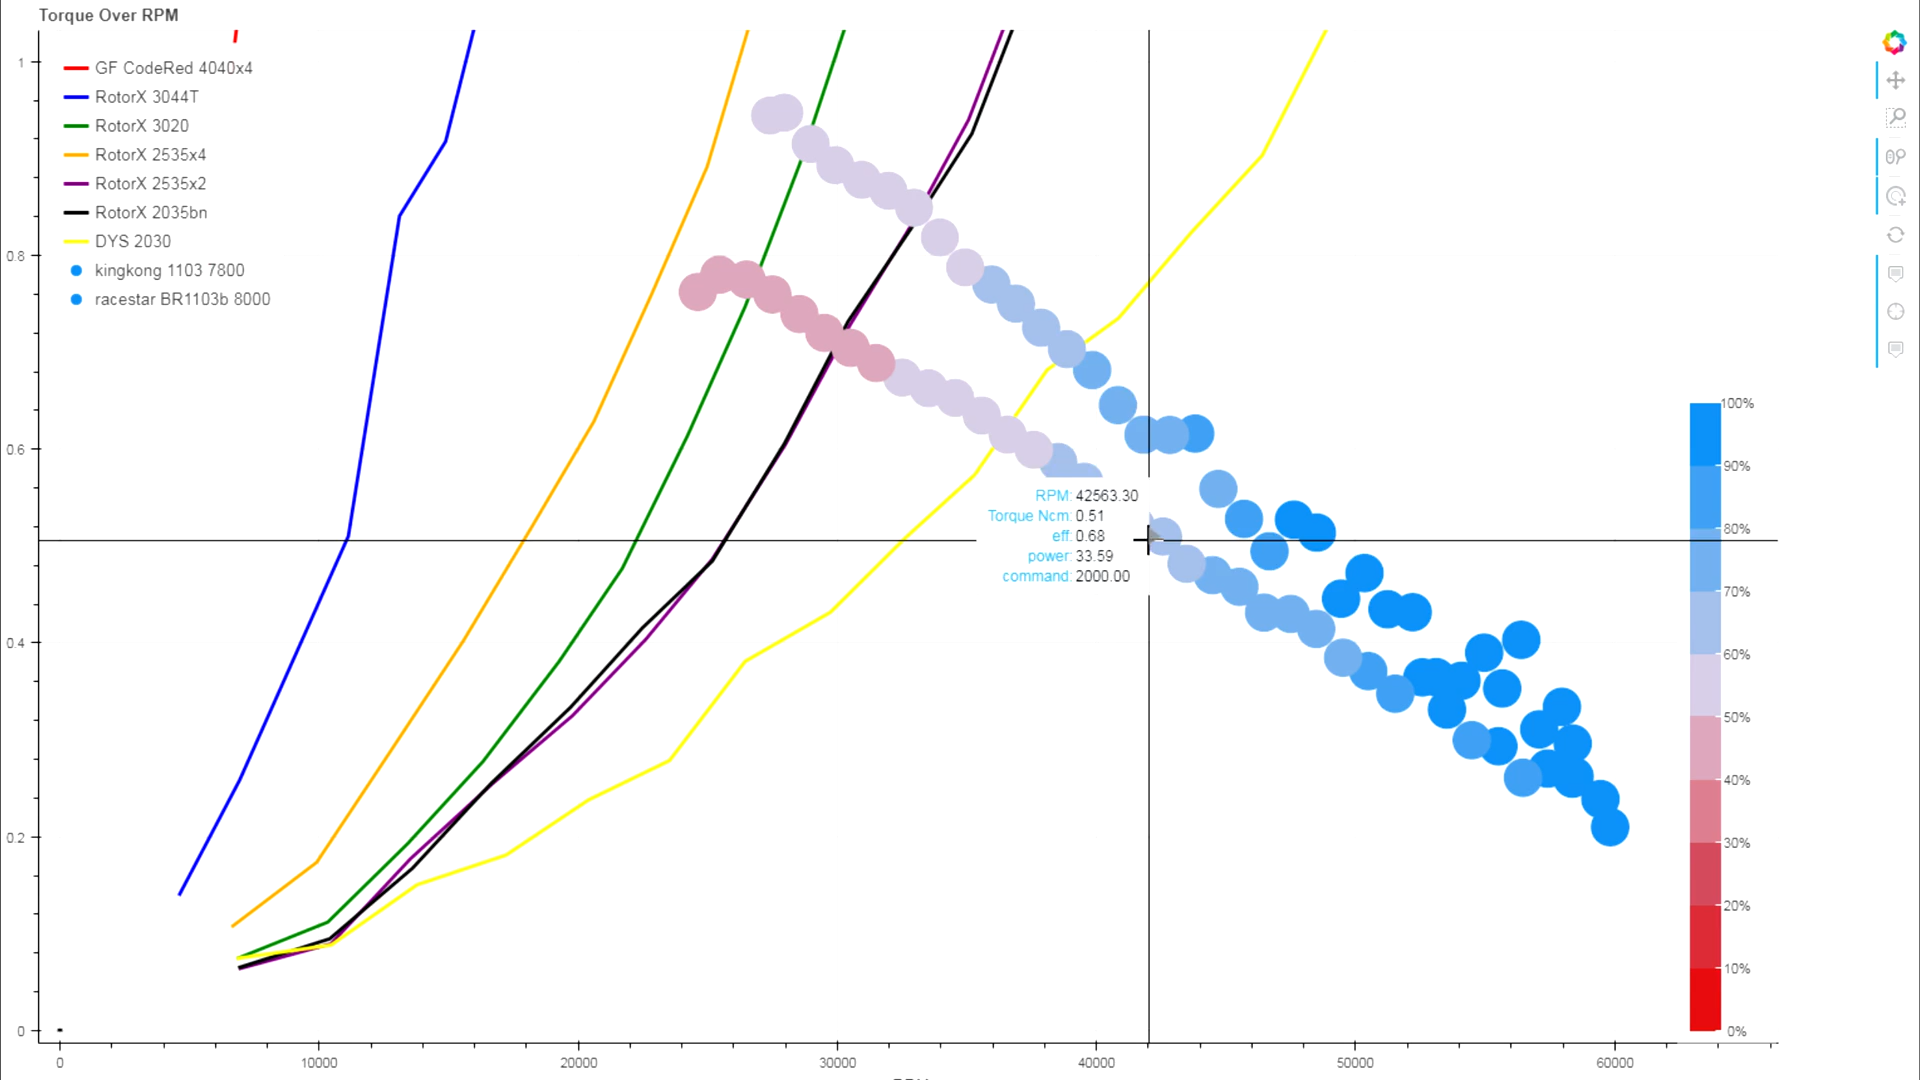 Torque Over RPM
1
0.8
0.6
0.4
0.2
0
GF CodeRed 4040x4
RotorX 3044T
RotorX 3020
RotorX 2535x4
RotorX 2535x2
RotorX 2035bn
DYS 2030
kingkong 1103 7800
racestar BR1103b 8000
RPM: 42563.30
Torque Ncm: 0.51
eff: 0.68
power: 33.59
command: 2000.00
100%
90%
80%
70%
60%
50%
40%
30%
20%
10%
0%
0 10000 20000 30000 40000 50000 60000